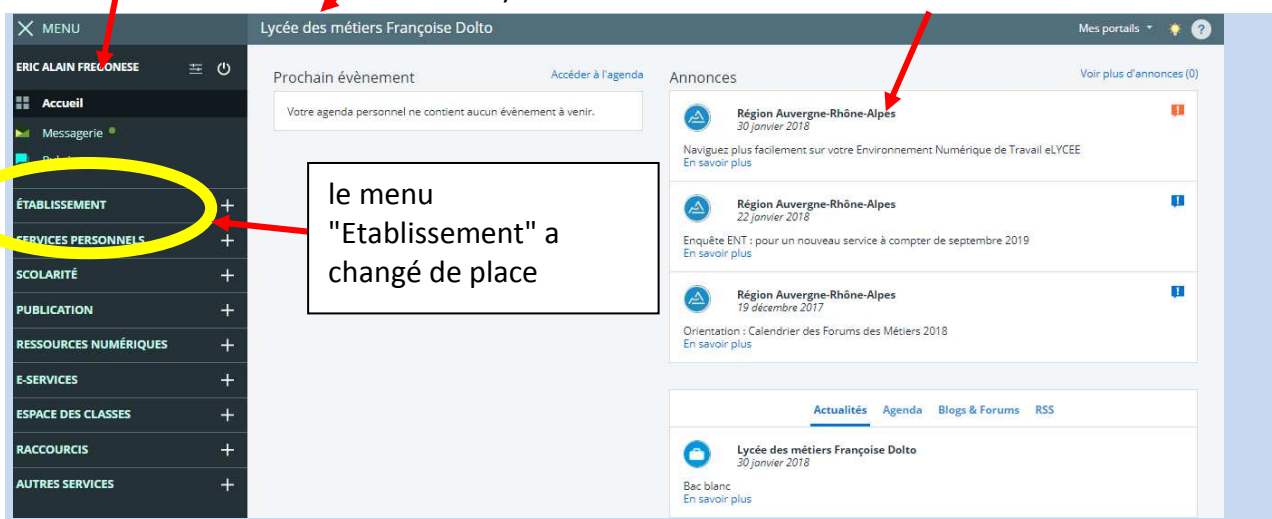 MENU
Lycée des métiers Françoise Dolto
Mes portails
?
ERIC ALAIN FREGONESE
Accueil
Messagerie
ÉTABLISSEMENT
SERVICES PERSONNELS
SCOLARITÉ
PUBLICATION
RESSOURCES NUMÉRIQUES
E-SERVICES
ESPACE DES CLASSES
RACCOURCIS
AUTRES SERVICES
Prochain évènement
Accéder à l'agenda
Votre agenda personnel ne contient aucun évènement à venir.
le menu
"Etablissement" a
changé de place
Annonces
Voir plus d'annonces (0)
Région Auvergne-Rhône-Alpes
30 janvier 2018
Naviguez plus facilement sur votre Environnement Numérique de Travail eLYCEE
En savoir plus
Région Auvergne-Rhône-Alpes
22 janvier 2018
Enquête ENT : pour un nouveau service à compter de septembre 2019
En savoir plus
Région Auvergne-Rhône-Alpes
19 décembre 2017
Orientation : Calendrier des Forums des Métiers 2018
En savoir plus
Actualités Agenda Blogs & Forums RSS
Lycée des métiers Françoise Dolto
30 janvier 2018
Bac blanc
En savoir plus